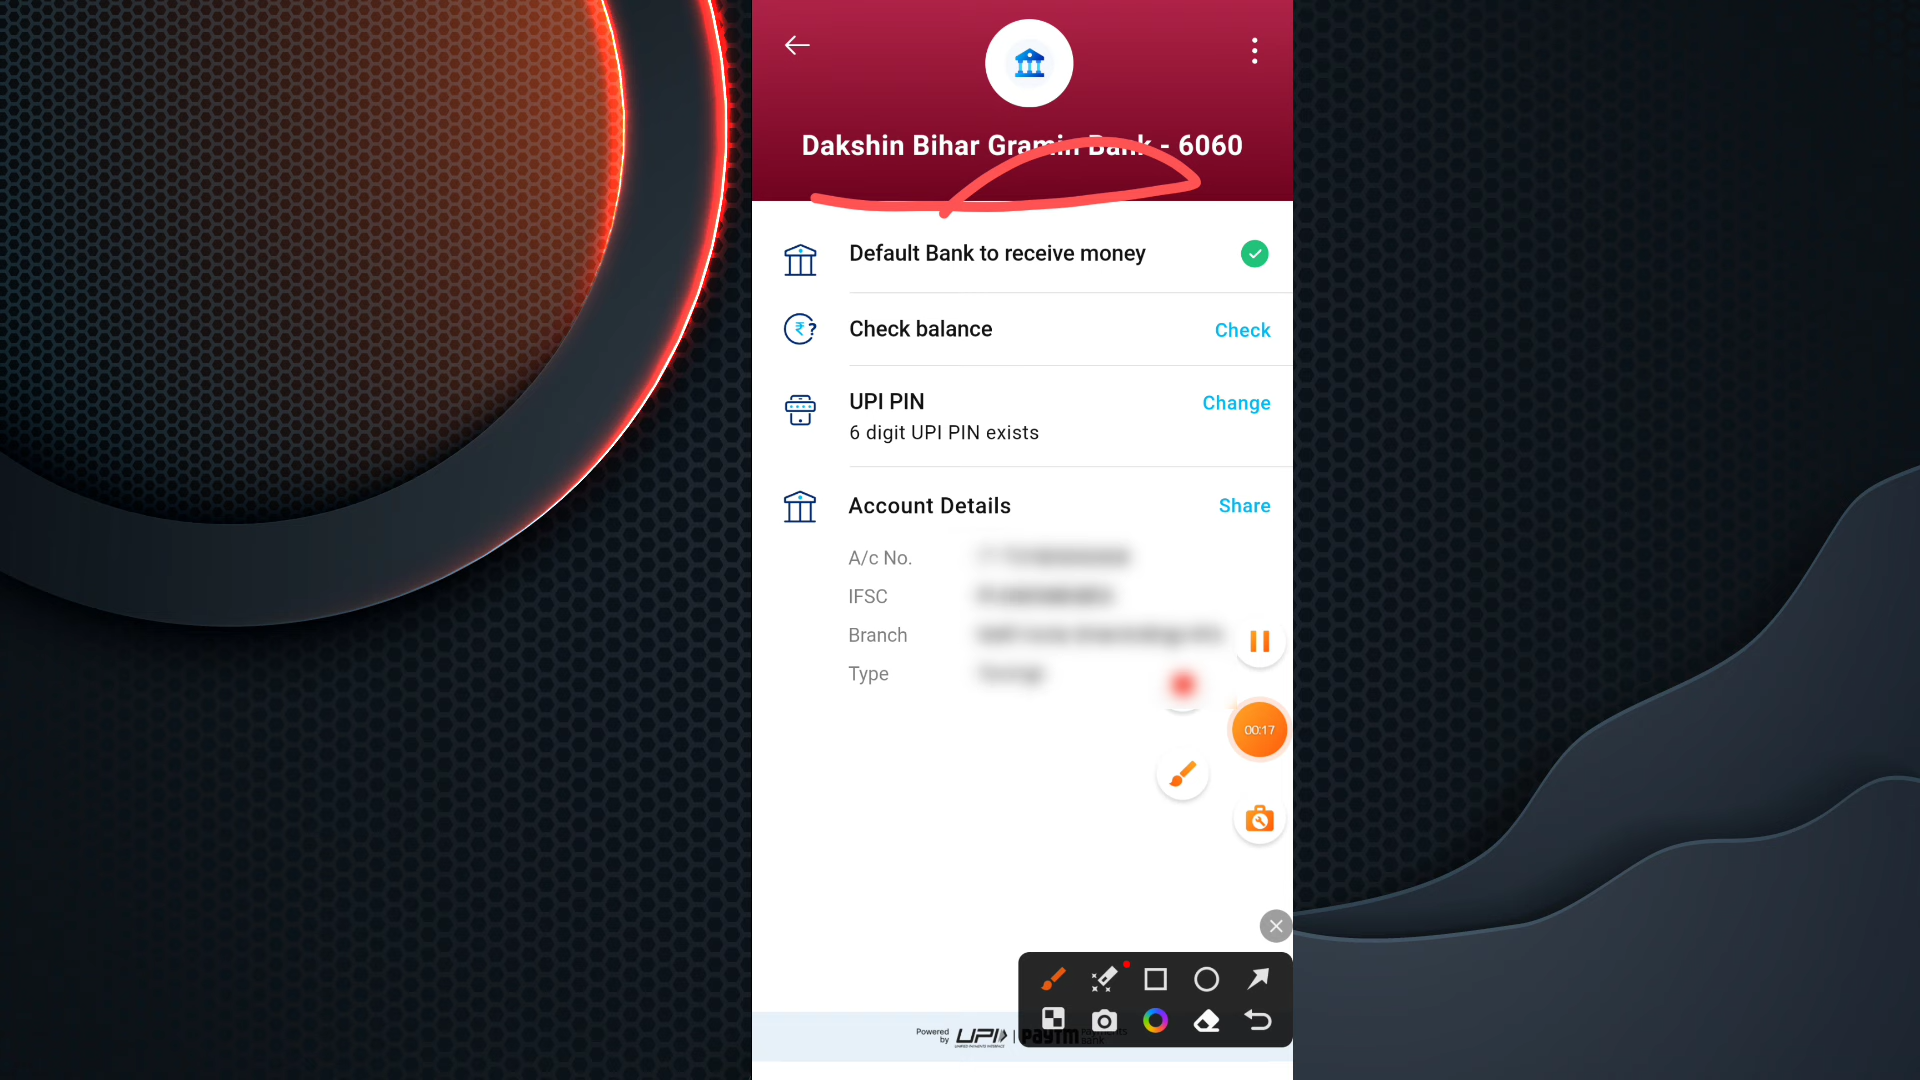 Dakshin Bihar Gramin Bank - 6060
Default Bank to receive money
Check balance
Check
UPI PIN
Change
6 digit UPI PIN exists
Account Details
Share
A/c No.
IFSC
Branch
Type
00:17
Powered by UPI
Paytm Payments Bank